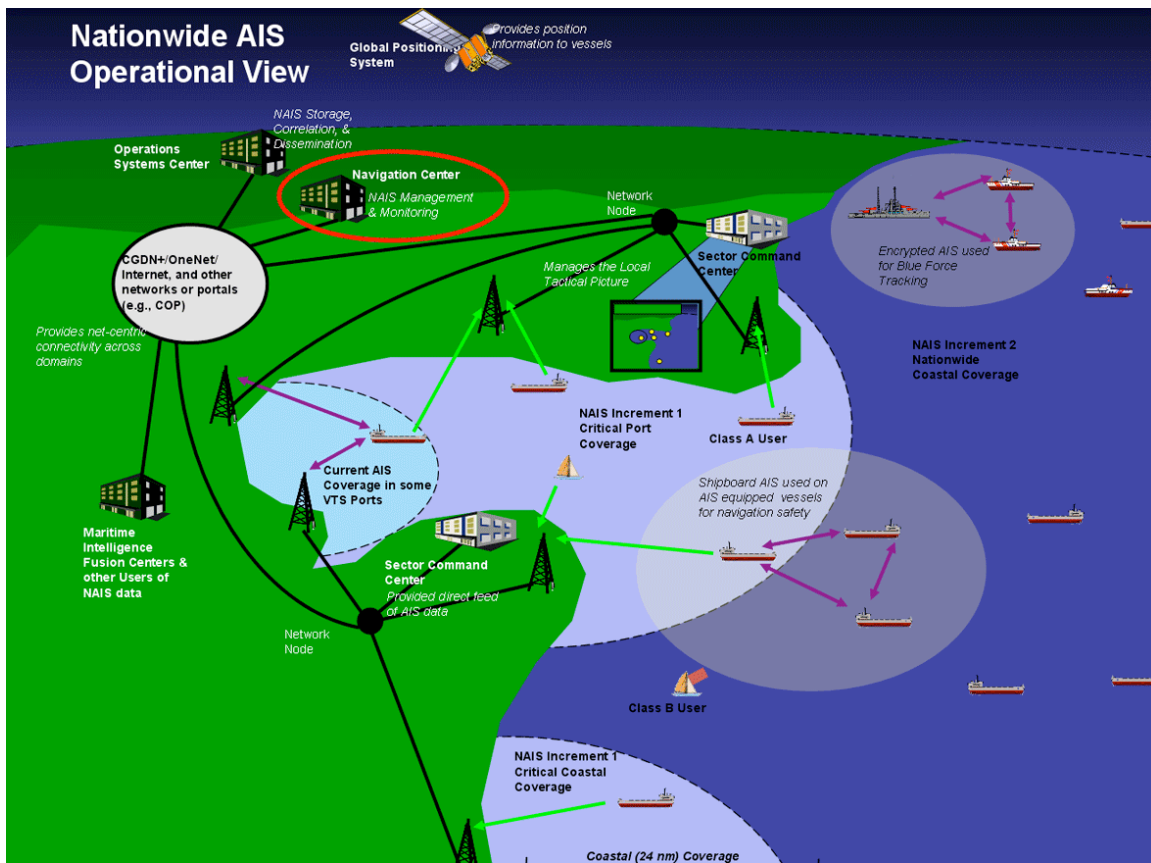 Nationwide AIS
Operational View
Global Positioning
System
Provides position
information to vessels
NAIS Storage,
Correlation, &
Dissemination
Operations
Systems Center
Navigation Center
NAIS Management
& Monitoring
Network
Node
Sector Command
Center
Encrypted AIS used
for Blue Force
Tracking
CGDN+/OneNet/
Internet, and other
networks or portals
(e.g., COP)
Manages the Local
Tactical Picture
Provides net-centric
connectivity across
domains
NAIS Increment 2
Nationwide
Coastal Coverage
NAIS Increment 1
Critical Port
Coverage
Class A User
Current AIS
Coverage in some
VTS Ports
Shipboard AIS used on
AIS equipped vessels
for navigation safety
Maritime
Intelligence
Fusion Centers &
other Users of
NAIS data
Sector Command
Center
Provided direct feed
of AIS data
Network
Node
Class B User
NAIS Increment 1
Critical Coastal
Coverage
Coastal (24 nm) Coverage